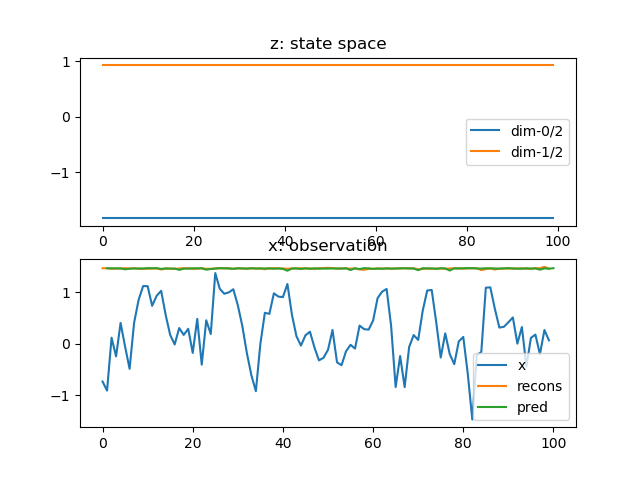 z: state space
1
0
−1
dim-0/2
dim-1/2
0 20 40 60 80 100
x: observation
1
0
−1
x
recons
pred
0 20 40 60 80 100